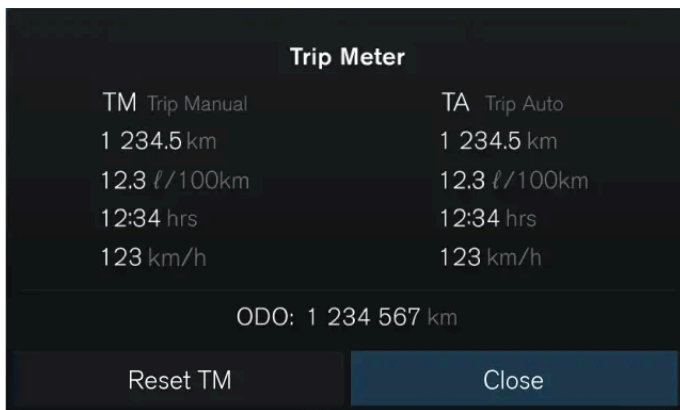 Trip Meter
TM Trip Manual
1 234.5 km
12.3 ℓ/100km
12:34 hrs
123 km/h
TA Trip Auto
1 234.5 km
12.3 ℓ/100km
12:34 hrs
123 km/h
ODO: 1 234 567 km
Reset TM
Close